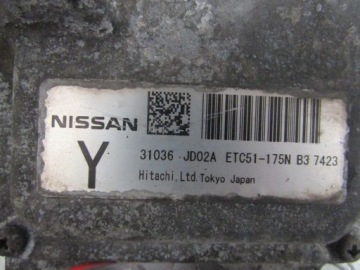 NISSAN
Y
31036 JD02A ETC51-175N B3 7423
Hitachi,Ltd.Tokyo Japan